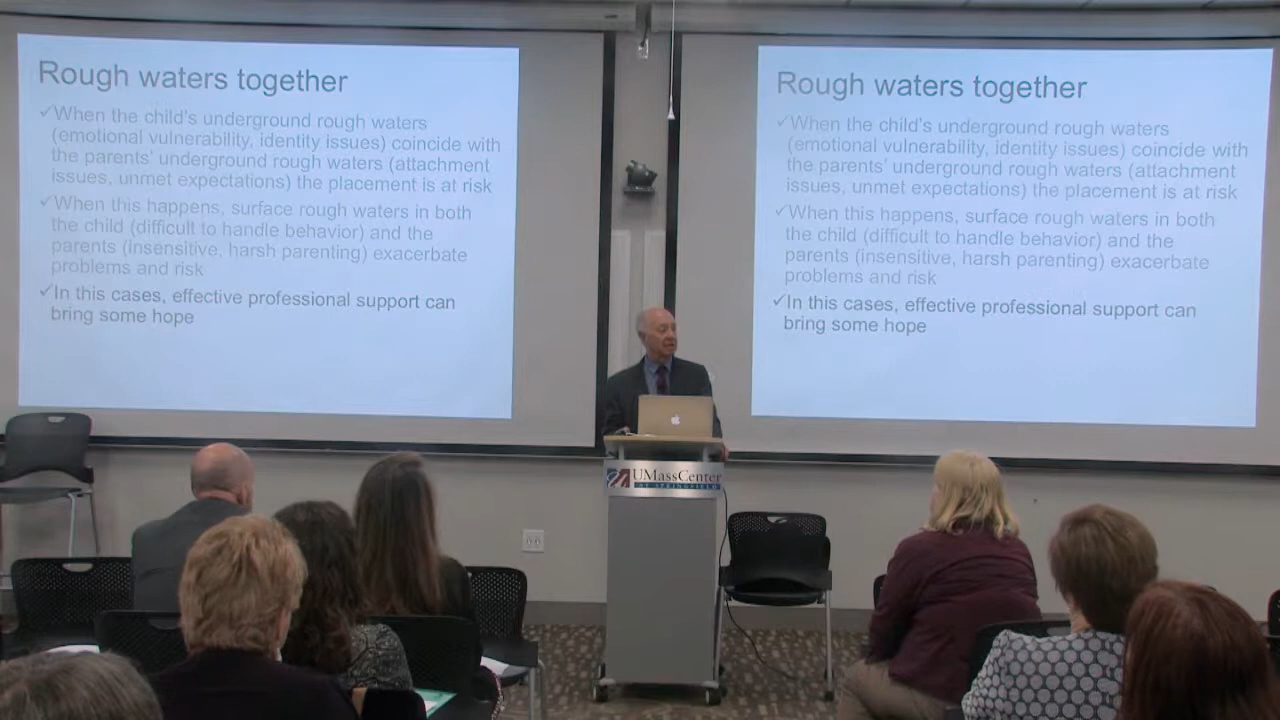 Rough waters together
✓When the child's underground rough waters
(emotional vulnerability, identity issues) coincide with
the parents' underground rough waters (attachment
issues, unmet expectations) the placement is at risk
✓When this happens, surface rough waters in both
the child (difficult to handle behavior) and the
parents (insensitive, harsh parenting) exacerbate
problems and risk
✓In this cases, effective professional support can
bring some hope
Rough waters together
✓When the child's underground rough waters
(emotional vulnerability, identity issues) coincide with
the parents' underground rough waters (attachment
issues, unmet expectations) the placement is at risk
✓When this happens, surface rough waters in both
the child (difficult to handle behavior) and the
parents (insensitive, harsh parenting) exacerbate
problems and risk
✓In this cases, effective professional support can
bring some hope
UMassCenter
AT SPRINGFIELD